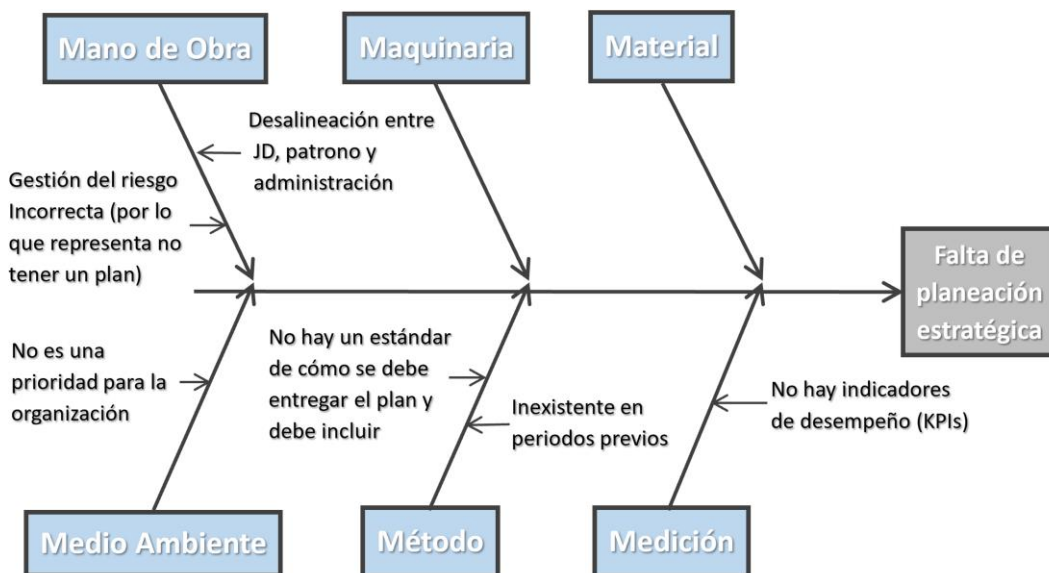 Mano de Obra
Maquinaria
Material
Desalineación entre
JD, patrono y
administración
Gestión del riesgo
Incorrecta (por lo
que representa no
tener un plan)
Falta de
planeación
estratégica
No es una
prioridad para la
organización
No hay un estándar
de cómo se debe
entregar el plan y
debe incluir
Inexistente en
periodos previos
No hay indicadores
de desempeño (KPIs)
Medio Ambiente
Método
Medición